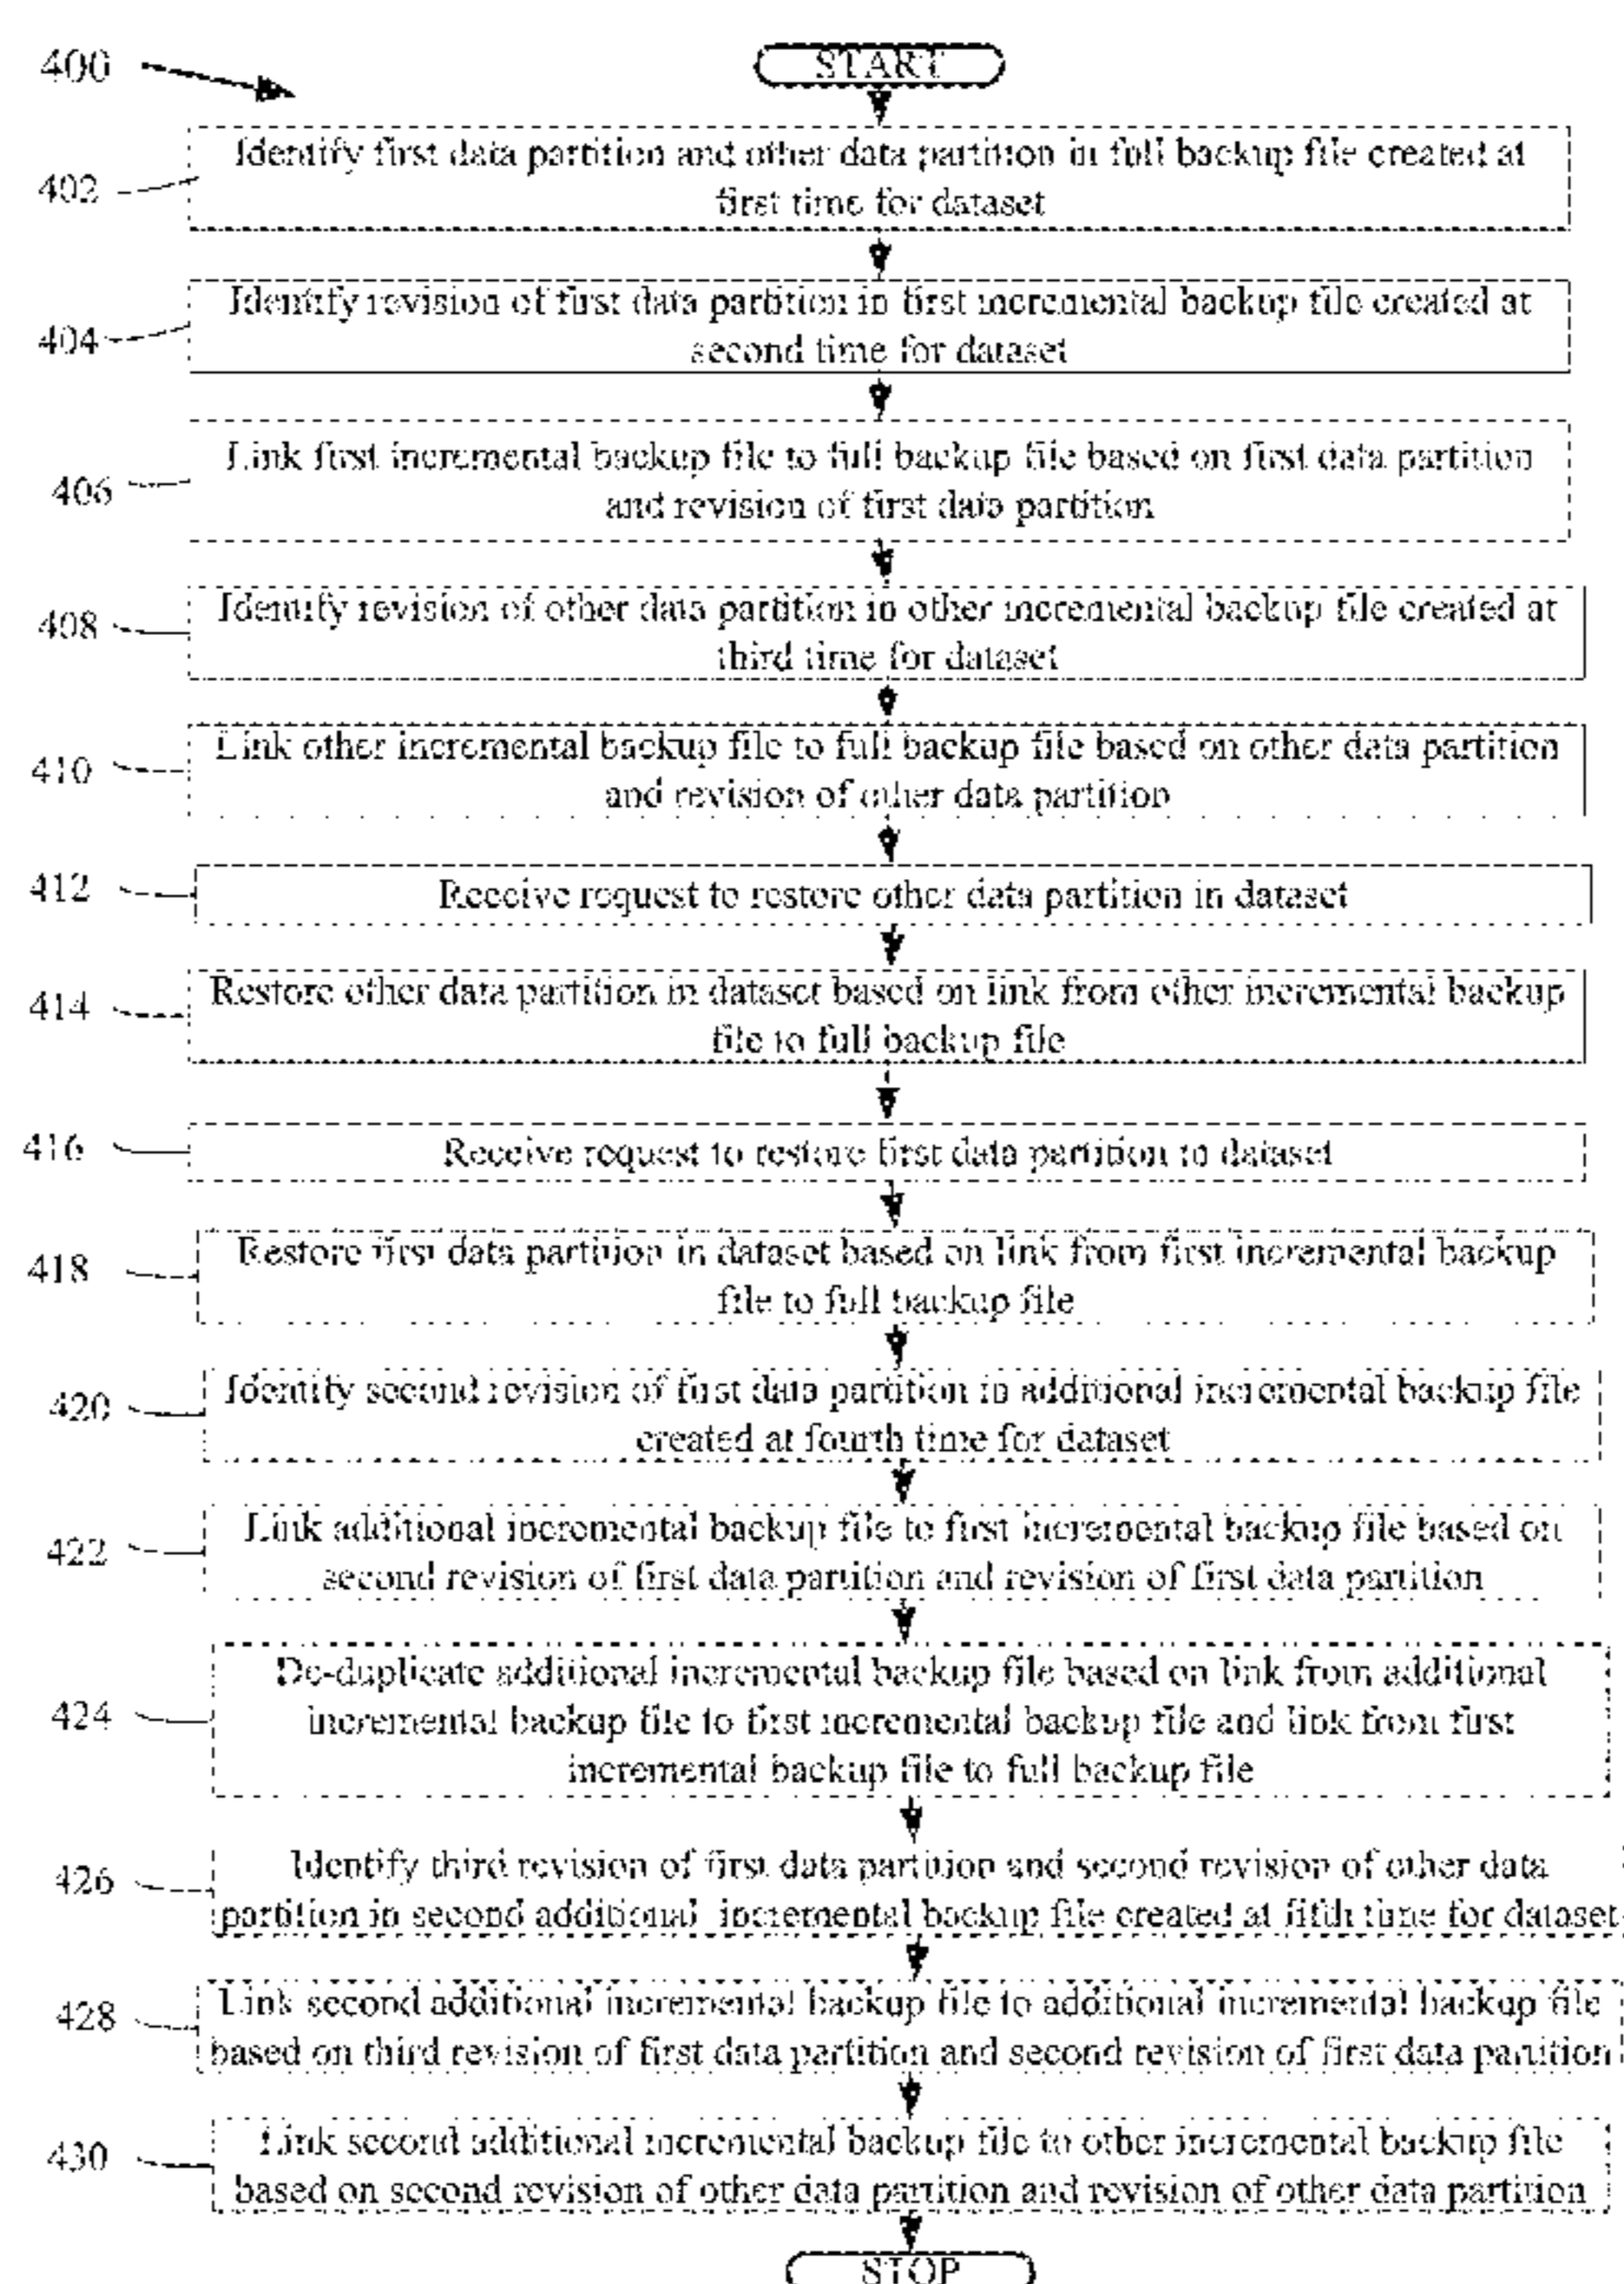 400
START
402
Identify first data partition and other data partition in full backup file created at
first time for dataset
404
Identify revision of first data partition in first incremental backup file created at
second time for dataset
406
Link first incremental backup file to full backup file based on first data partition
and revision of first data partition
408
Identify revision of other data partition in other incremental backup file created at
third time for dataset
410
Link other incremental backup file to full backup file based on other data partition
and revision of other data partition
412
Receive request to restore other data partition in dataset
414
Restore other data partition in dataset based on link from other incremental backup
file to full backup file
416
Receive request to restore first data partition in dataset
418
Restore first data partition in dataset based on link from first incremental backup
file to full backup file
420
Identify second revision of first data partition in additional incremental backup file
created at fourth time for dataset
422
Link additional incremental backup file to first incremental backup file based on
second revision of first data partition and revision of first data partition
424
De-duplicate additional incremental backup file based on link from additional
incremental backup file to first incremental backup file and link from first
incremental backup file to full backup file
426
Identify third revision of first data partition and second revision of other data
partition in second additional incremental backup file created at fifth time for dataset
428
Link second additional incremental backup file to additional incremental backup file
based on third revision of first data partition and second revision of first data partition
430
Link second additional incremental backup file to other incremental backup file
based on second revision of other data partition and revision of other data partition
STOP